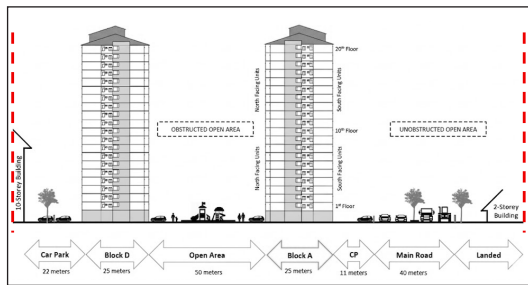 20th Floor
North Facing Units
South Facing Units
OBSTRUCTED OPEN AREA
10th Floor
UNOBSTRUCTED OPEN AREA
North Facing Units
South Facing Units
10-Storey Building
1st Floor
2-Storey
Building
Car Park
Block D
Open Area
Block A
CP
Main Road
Landed
22 meters
25 meters
50 meters
25 meters
11 meters
40 meters